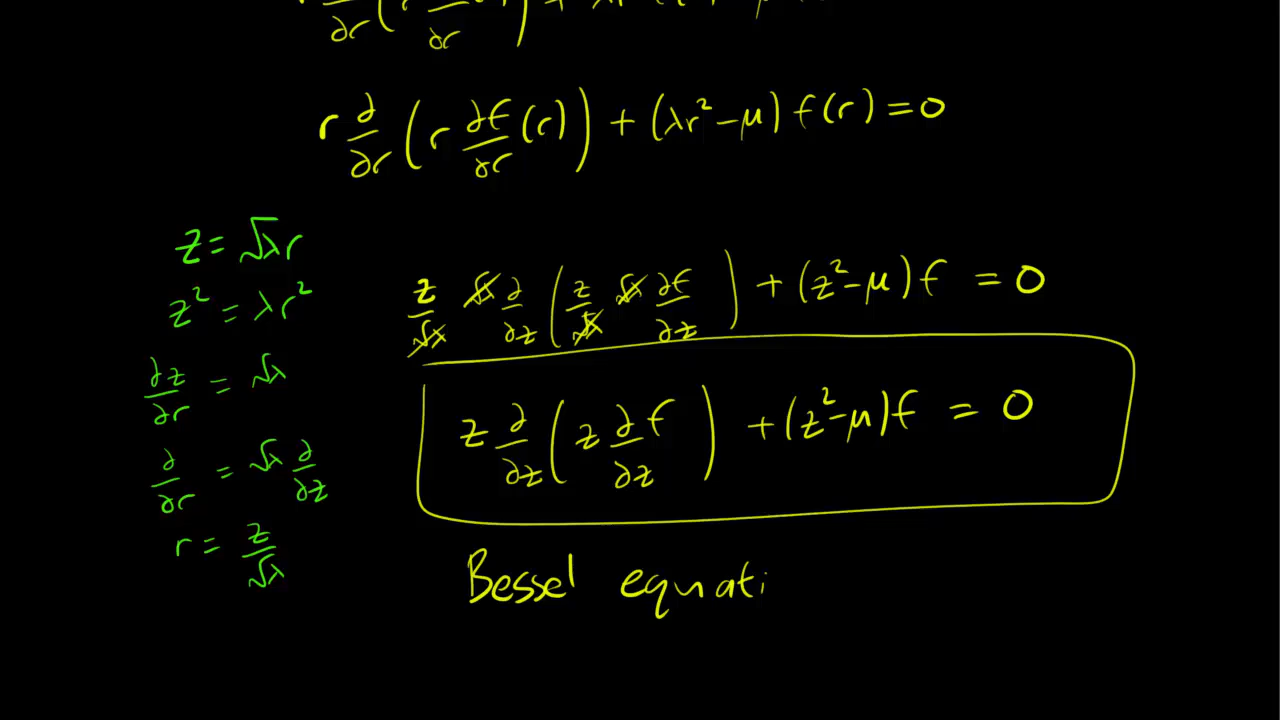 r ∂/∂r (r ∂f/∂r (r)) + (λr² − μ) f(r) = 0
z = √λ r
z² = λr²
∂z/∂r = √λ
∂/∂r = √λ ∂/∂z
r = z/√λ
z/√λ √λ ∂/∂z (z/√λ √λ ∂f/∂z) + (z² − μ) f = 0
z ∂/∂z (z ∂f/∂z) + (z² − μ) f = 0
Bessel equati